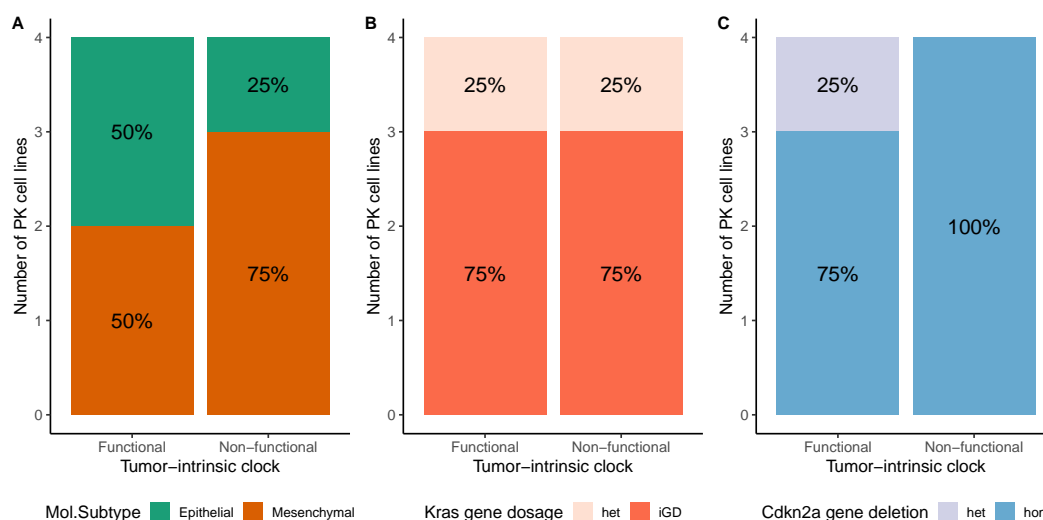 A
Number of PK cell lines
4
3
2
1
0
50%
50%
25%
75%
Functional Non−functional
Tumor−intrinsic clock
Mol.Subtype Epithelial Mesenchymal
B
Number of PK cell lines
4
3
2
1
0
25%
75%
25%
75%
Functional Non−functional
Tumor−intrinsic clock
Kras gene dosage het iGD
C
Number of PK cell lines
4
3
2
1
0
25%
75%
100%
Functional Non−functional
Tumor−intrinsic clock
Cdkn2a gene deletion het